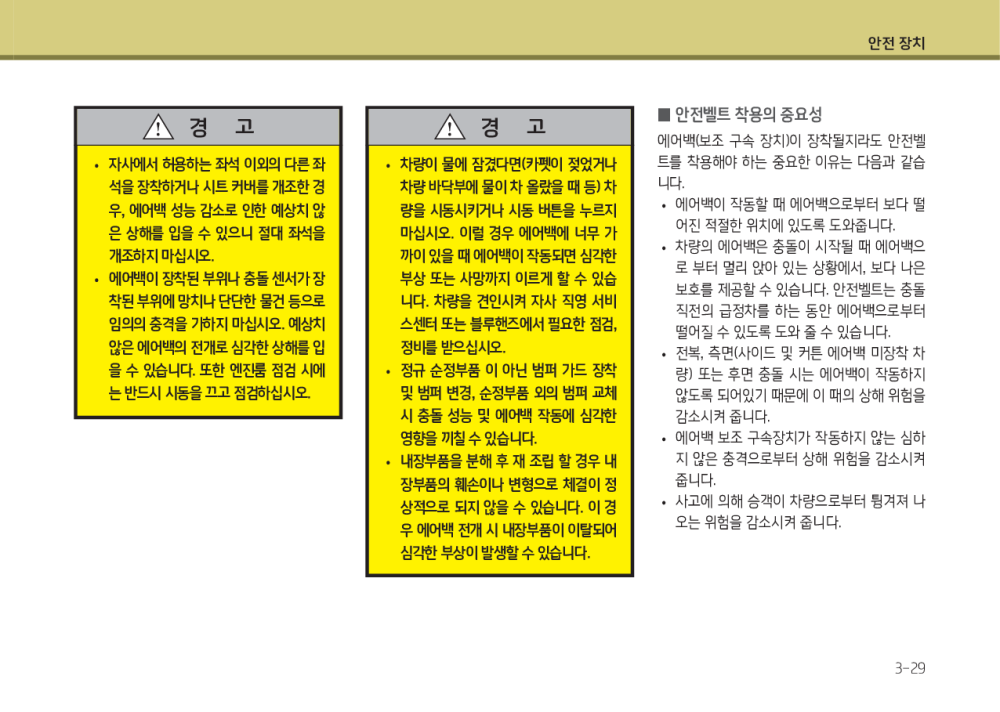 안전 장치
경 고
• 자사에서 허용하는 좌석 이외의 다른 좌
석을 장착하거나 시트 커버를 개조한 경
우, 에어백 성능 감소로 인한 예상치 않
은 상해를 입을 수 있으니 절대 좌석을
개조하지 마십시오.
• 에어백이 장착된 부위나 충돌 센서가 장
착된 부위에 망치나 단단한 물건 등으로
임의의 충격을 가하지 마십시오. 예상치
않은 에어백의 전개로 심각한 상해를 입
을 수 있습니다. 또한 엔진룸 점검 시에
는 반드시 시동을 끄고 점검하십시오.
경 고
• 차량이 물에 잠겼다면(카펫이 젖었거나
차량 바닥부에 물이 차 올랐을 때 등) 차
량을 시동시키거나 시동 버튼을 누르지
마십시오. 이럴 경우 에어백에 너무 가
까이 있을 때 에어백이 작동되면 심각한
부상 또는 사망까지 이르게 할 수 있습
니다. 차량을 견인시켜 자사 직영 서비
스센터 또는 블루핸즈에서 필요한 점검,
정비를 받으십시오.
• 정규 순정부품 이 아닌 범퍼 가드 장착
및 범퍼 변경, 순정부품 외의 범퍼 교체
시 충돌 성능 및 에어백 작동에 심각한
영향을 끼칠 수 있습니다.
• 내장부품을 분해 후 재 조립 할 경우 내
장부품의 훼손이나 변형으로 체결이 정
상적으로 되지 않을 수 있습니다. 이 경
우 에어백 전개 시 내장부품이 이탈되어
심각한 부상이 발생할 수 있습니다.
■ 안전벨트 착용의 중요성
에어백(보조 구속 장치)이 장착될지라도 안전벨
트를 착용해야 하는 중요한 이유는 다음과 같습
니다.
• 에어백이 작동할 때 에어백으로부터 보다 떨
어진 적절한 위치에 있도록 도와줍니다.
• 차량의 에어백은 충돌이 시작될 때 에어백으
로 부터 멀리 앉아 있는 상황에서, 보다 나은
보호를 제공할 수 있습니다. 안전벨트는 충돌
직전의 급정차를 하는 동안 에어백으로부터
떨어질 수 있도록 도와 줄 수 있습니다.
• 전복, 측면(사이드 및 커튼 에어백 미장착 차
량) 또는 후면 충돌 시는 에어백이 작동하지
않도록 되어있기 때문에 이 때의 상해 위험을
감소시켜 줍니다.
• 에어백 보조 구속장치가 작동하지 않는 심하
지 않은 충격으로부터 상해 위험을 감소시켜
줍니다.
• 사고에 의해 승객이 차량으로부터 튕겨져 나
오는 위험을 감소시켜 줍니다.
3-29